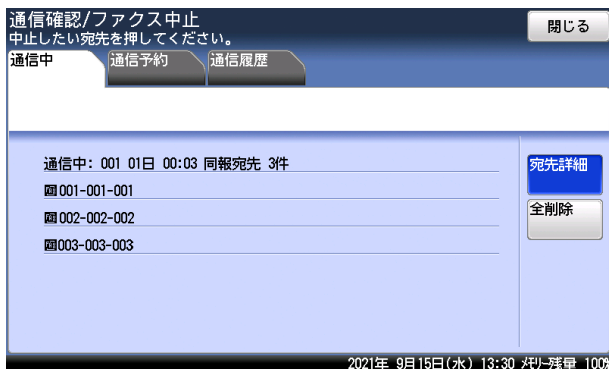 通信確認/ファクス中止
中止したい宛先を押してください。
閉じる
通信中
通信予約
通信履歴
通信中: 001 01日 00:03 同報宛先 3件
001-001-001
002-002-002
003-003-003
宛先詳細
全削除
2021年 9月15日(水) 13:30 メモリー残量 100%